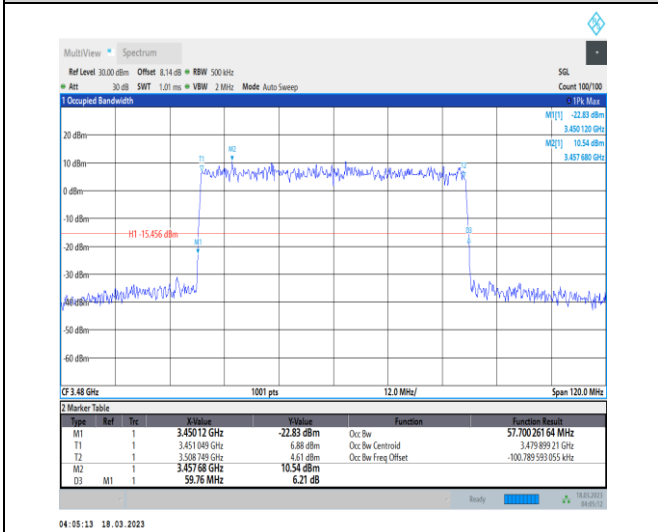 MultiView Spectrum
Ref Level 30.00 dBm Offset 8.14 dB RBW 500 kHz SGL
Att 30 dB SWT 1.01 ms VBW 2 MHz Mode Auto Sweep Count 100/100
1 Occupied Bandwidth 1Pk Max
M1[1] -22.83 dBm
3.450 120 GHz
M2[1] 10.54 dBm
3.457 680 GHz
20 dBm
M2
T1
T2
10 dBm
0 dBm
-10 dBm
H1 -15.456 dBm
D3
M1
-20 dBm
-30 dBm
-40 dBm
-50 dBm
-60 dBm
CF 3.48 GHz 1001 pts 12.0 MHz/ Span 120.0 MHz
2 Marker Table
Type Ref Trc X-Value Y-Value Function Function Result
M1 1 3.45012 GHz -22.83 dBm Occ Bw 57.700 261 64 MHz
T1 1 3.451 049 GHz 6.88 dBm Occ Bw Centroid 3.479 899 21 GHz
T2 1 3.508 749 GHz 4.61 dBm Occ Bw Freq Offset -100.789 593 055 kHz
M2 1 3.457 68 GHz 10.54 dBm
D3 M1 1 59.76 MHz 6.21 dB
Ready 18.03.2023
04:05:12
04:05:13 18.03.2023